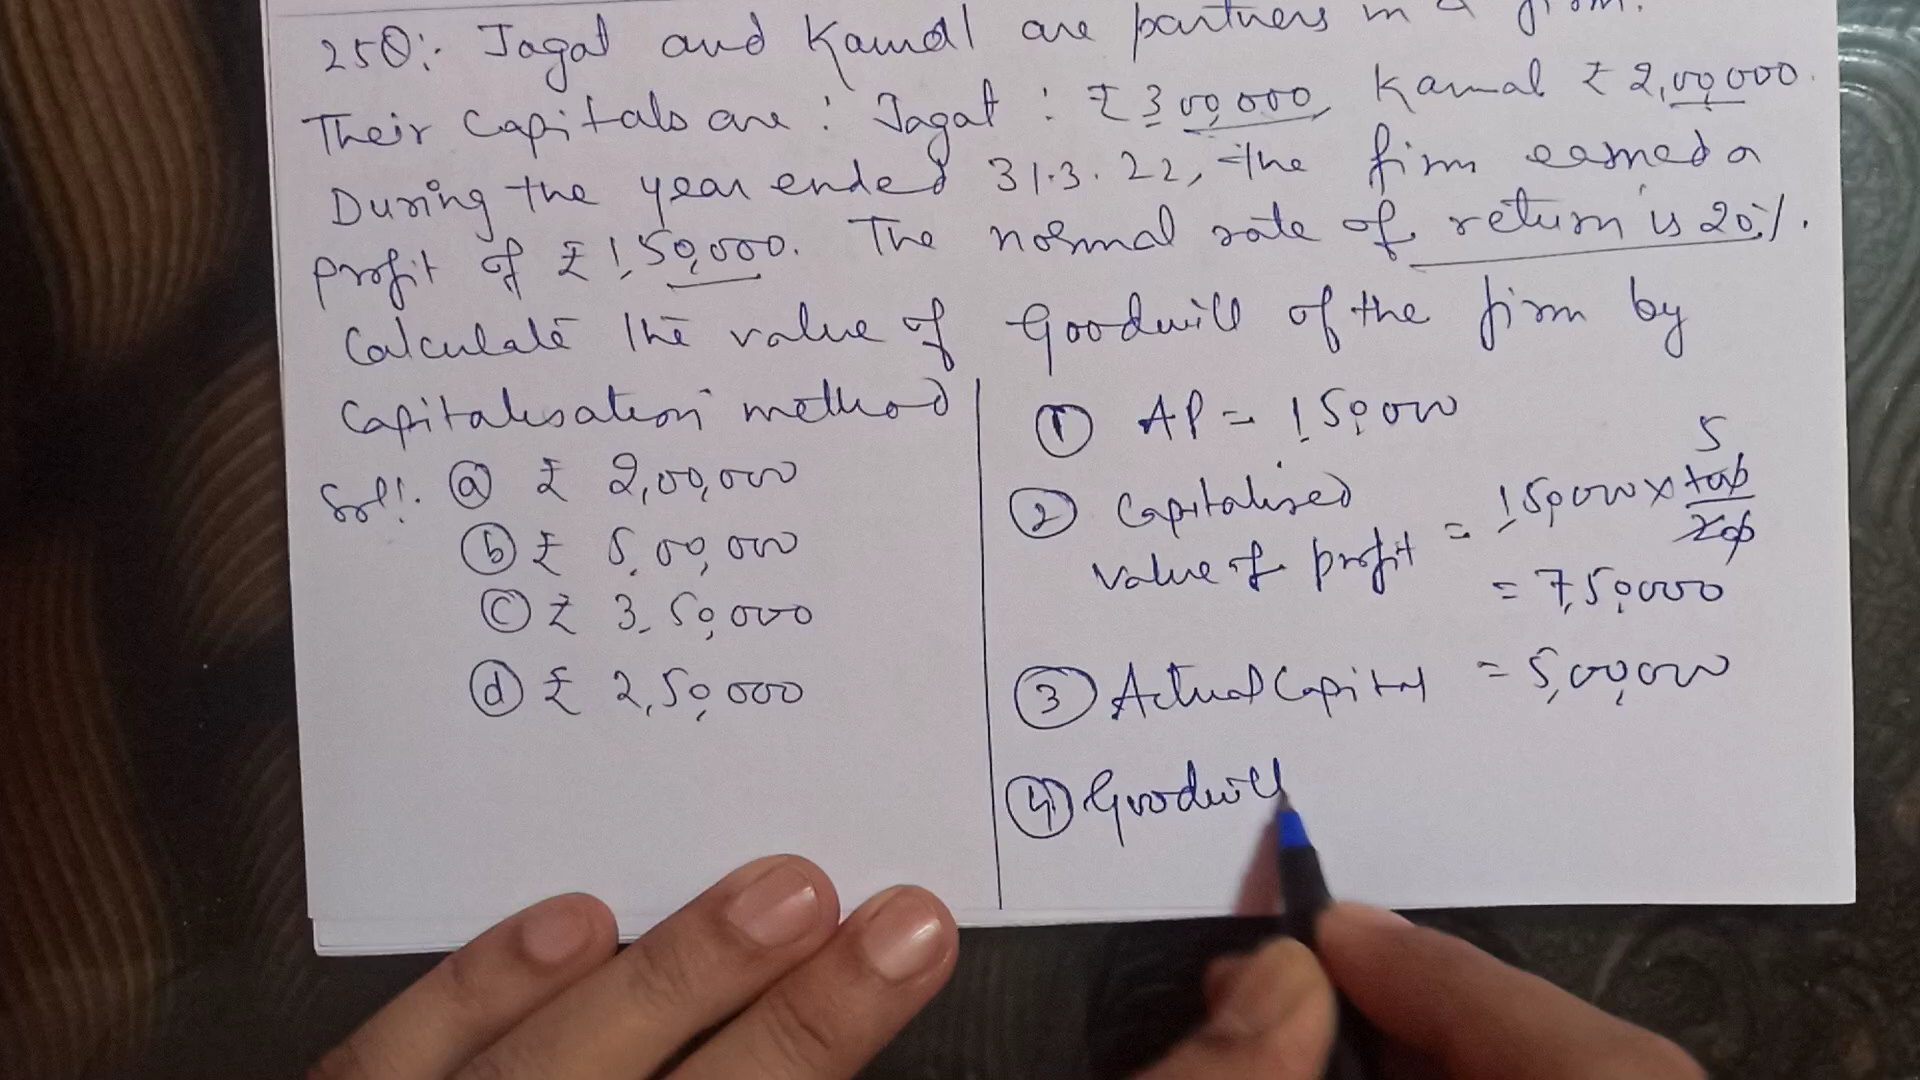 25Q:- Jagat and Kamal are partners in a firm.
Their Capitals are : Jagat : ₹ 3,00,000, Kamal ₹ 2,00,000.
During the year ended 31.3.22, the firm earned a
profit of ₹ 1,50,000. The normal rate of return is 20%.
Calculate the value of Goodwill of the firm by
Capitalisation method
Sol:-
(a) ₹ 2,00,000
(b) ₹ 5,00,000
(c) ₹ 3,50,000
(d) ₹ 2,50,000
(1) AP = 1,50,000
5
(2) Capitalised value of profit = 1,50,000 × 100/20
= 7,50,000
(3) Actual Capital = 5,00,000
(4) Goodwill